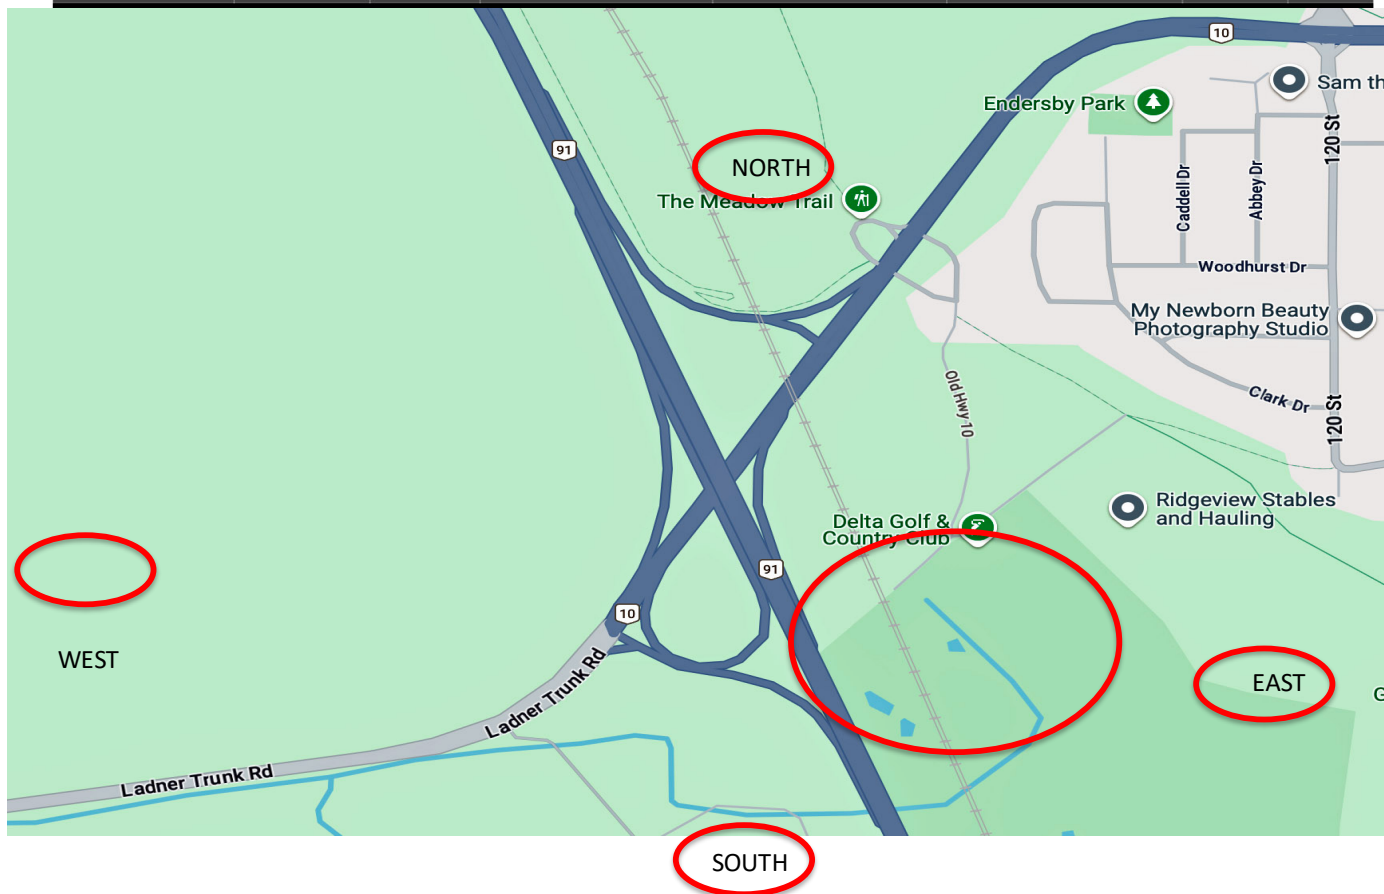 10
Sam th
Endersby Park
120 St
91
NORTH
Caddell Dr
Abbey Dr
The Meadow Trail
Woodhurst Dr
My Newborn Beauty
Photography Studio
Old Hwy 10
Clark Dr
120 St
Ridgeview Stables
and Hauling
Delta Golf &
Country Club
91
10
WEST
EAST
G
Ladner Trunk Rd
Ladner Trunk Rd
SOUTH